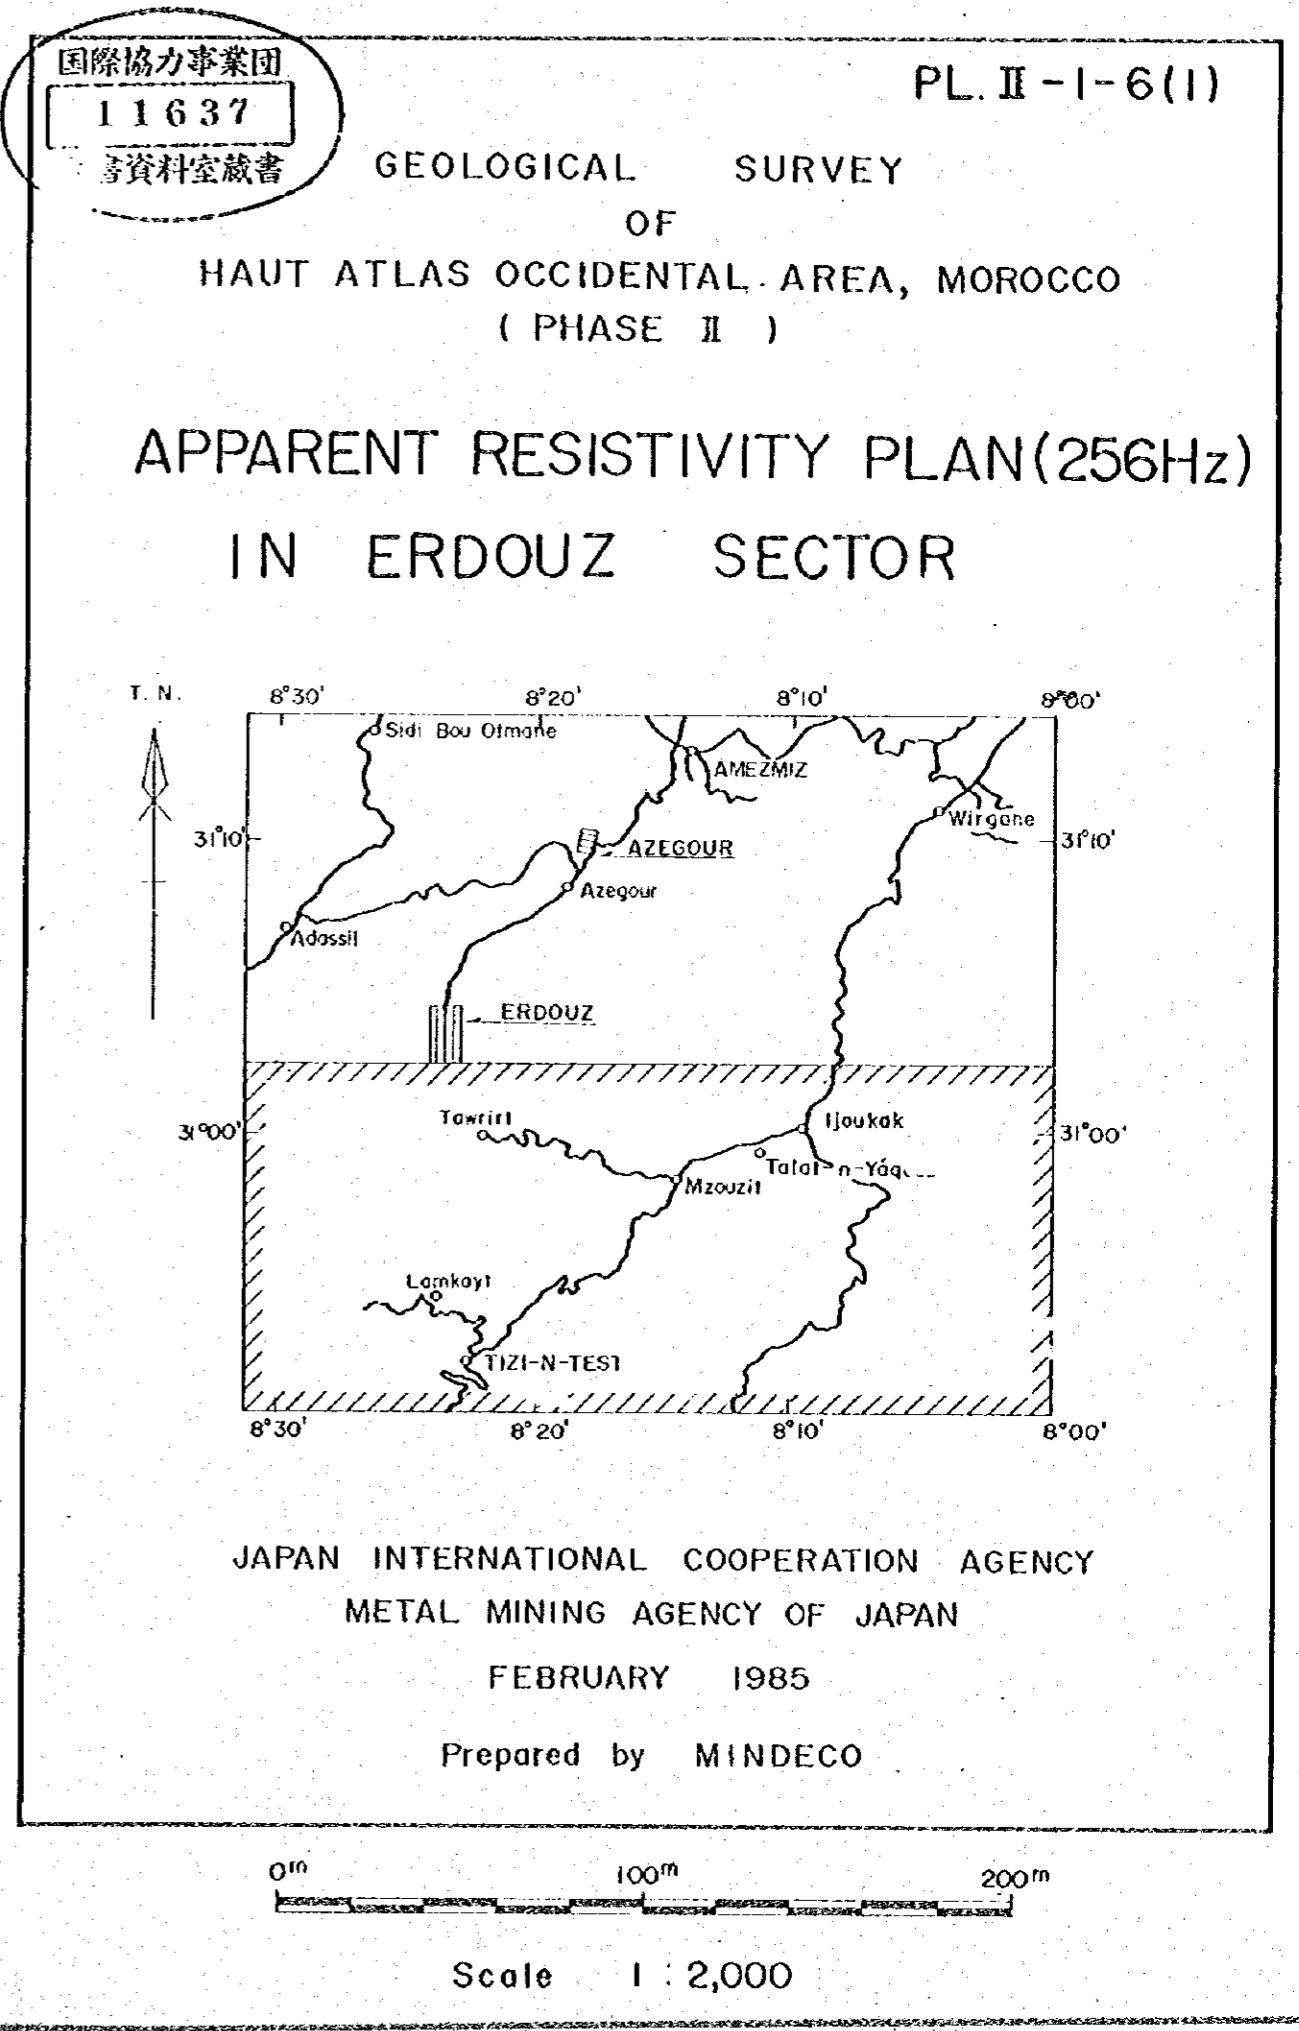 国際協力事業団
11637
書資料室蔵書
PL. II-1-6(1)
GEOLOGICAL SURVEY
OF
HAUT ATLAS OCCIDENTAL AREA, MOROCCO
( PHASE II )
APPARENT RESISTIVITY PLAN(256Hz)
IN ERDOUZ SECTOR
T. N.
8°30' 8°20' 8°10'
Sidi Bou Otmane
AMEZMIZ
Wirgane
31°10' 31°10'
AZEGOUR
Azegour
Adassil
ERDOUZ
Tawrirt
Ijoukak
31°00' 31°00'
Talat-n-Yâq
Mzouzit
Lamkayt
TIZI-N-TEST
8°30' 8°20' 8°10' 8°00'
JAPAN INTERNATIONAL COOPERATION AGENCY
METAL MINING AGENCY OF JAPAN
FEBRUARY 1985
Prepared by MINDECO
0m 100m 200m
Scale 1 : 2,000